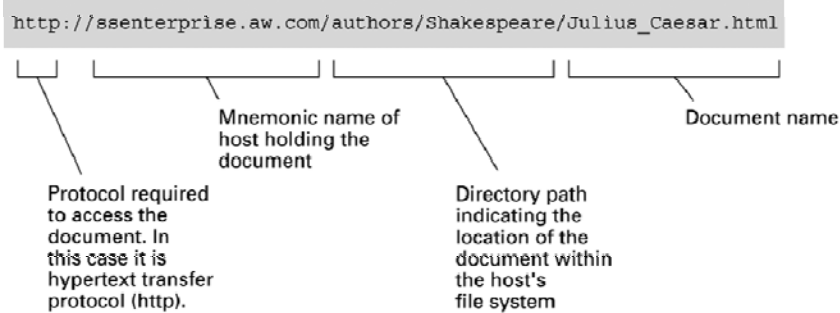 http://ssenterprise.aw.com/authors/Shakespeare/Julius_Caesar.html
Mnemonic name of
host holding the
document
Document name
Protocol required
to access the
document. In
this case it is
hypertext transfer
protocol (http).
Directory path
indicating the
location of the
document within
the host's
file system